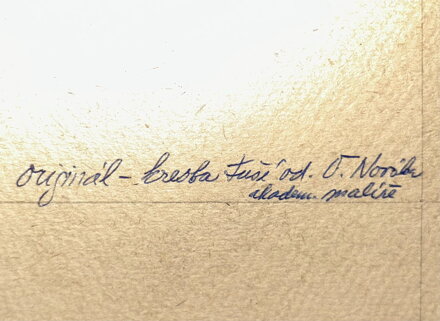 originál – kresba tuší od. O. Nováka
akadem. malíře